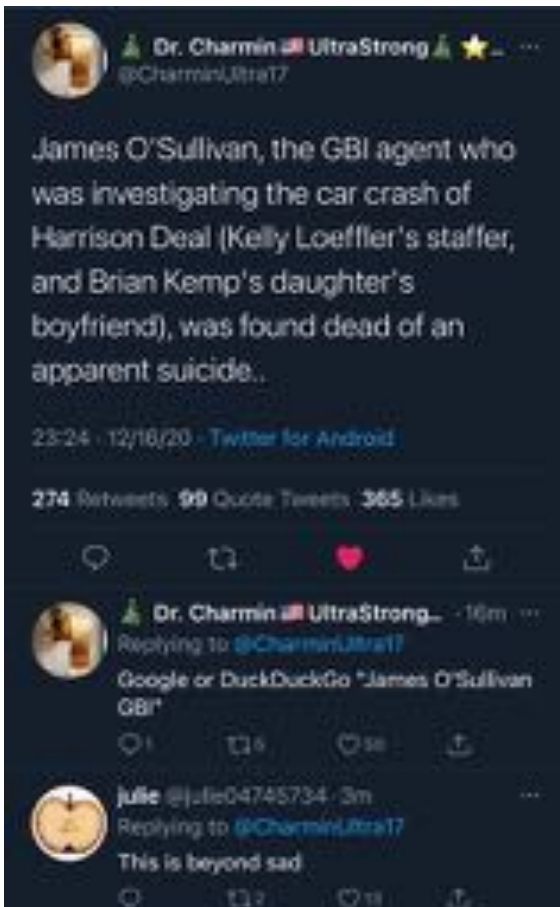 Dr. Charmin UltraStrong
@CharminUltra17
James O'Sullivan, the GBI agent who
was investigating the car crash of
Harrison Deal (Kelly Loeffler's staffer,
and Brian Kemp's daughter's
boyfriend), was found dead of an
apparent suicide..
23:24 · 12/16/20 · Twitter for Android
274 Retweets 99 Quote Tweets 365 Likes
Dr. Charmin UltraStrong... · 16m
Replying to @CharminUltra17
Google or DuckDuckGo "James O'Sullivan
GBI"
1 6 50
julie @julie04745734 · 3m
Replying to @CharminUltra17
This is beyond sad
2 13